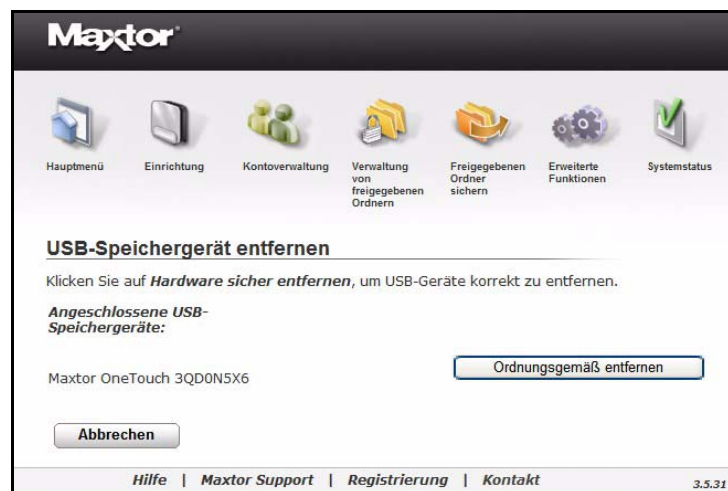 Maxtor
Hauptmenü
Einrichtung
Kontoverwaltung
Verwaltung
von
freigegebenen
Ordnern
Freigegebenen
Ordner
sichern
Erweiterte
Funktionen
Systemstatus
USB-Speichergerät entfernen
Klicken Sie auf Hardware sicher entfernen, um USB-Geräte korrekt zu entfernen.
Angeschlossene USB-
Speichergeräte:
Maxtor OneTouch 3QD0N5X6
Ordnungsgemäß entfernen
Abbrechen
Hilfe | Maxtor Support | Registrierung | Kontakt
3.5.31